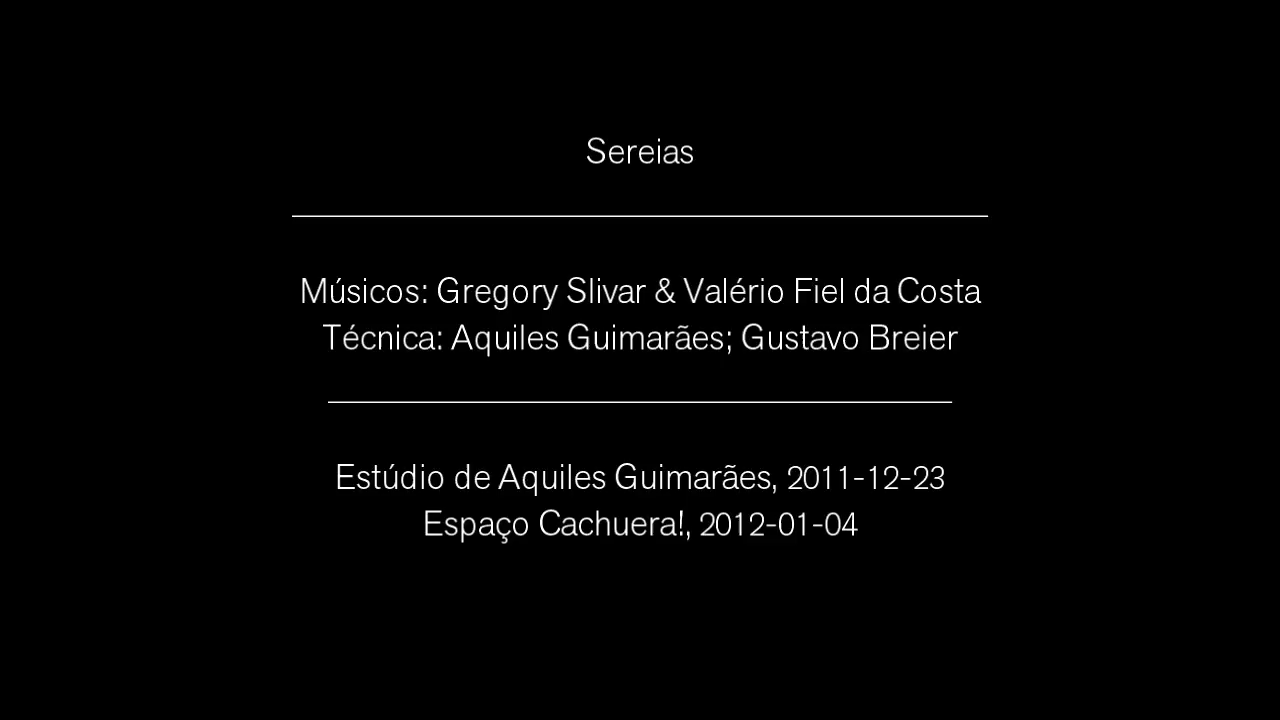 Sereias
Músicos: Gregory Slivar & Valério Fiel da Costa
Técnica: Aquiles Guimarães; Gustavo Breier
Estúdio de Aquiles Guimarães, 2011-12-23
Espaço Cachuera!, 2012-01-04